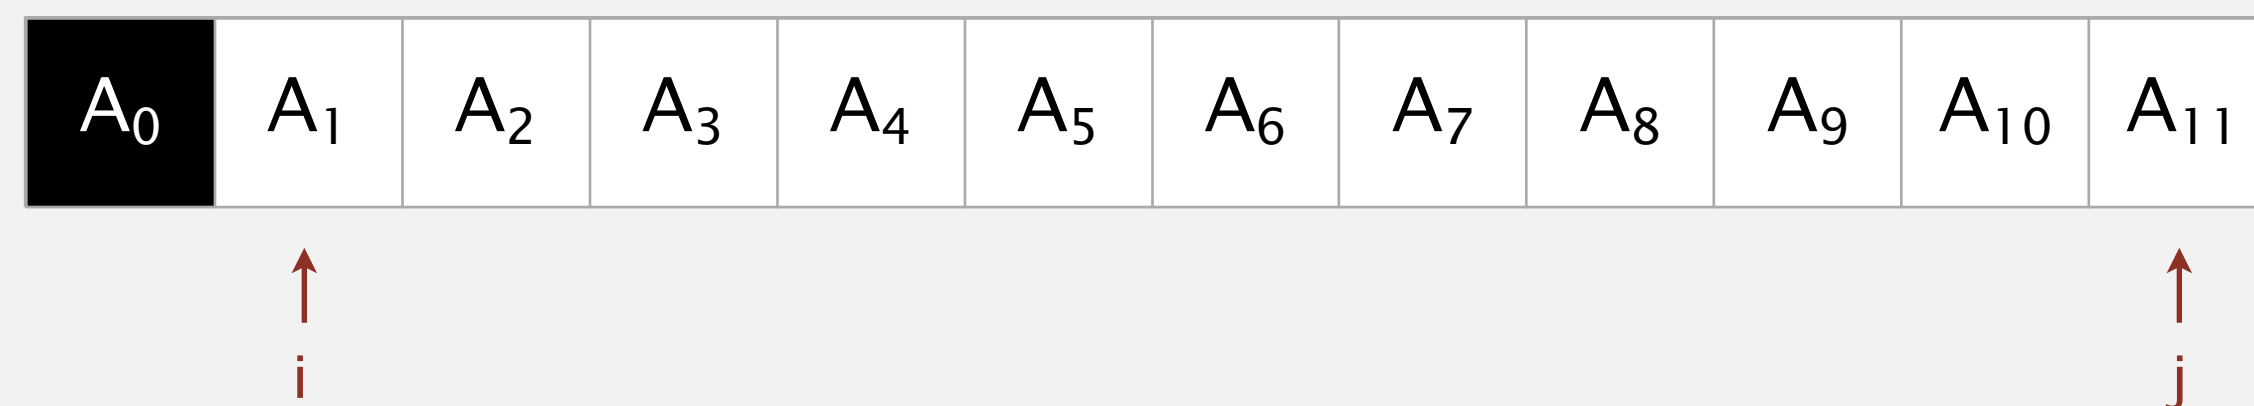 A₀ A₁ A₂ A₃ A₄ A₅ A₆ A₇ A₈ A₉ A₁₀ A₁₁
i j